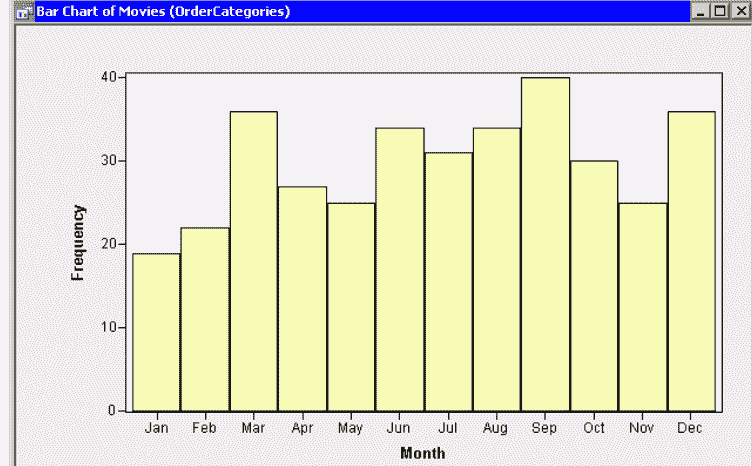 Bar Chart of Movies (OrderCategories)
40
30
20
10
0
Frequency
Jan Feb Mar Apr May Jun Jul Aug Sep Oct Nov Dec
Month